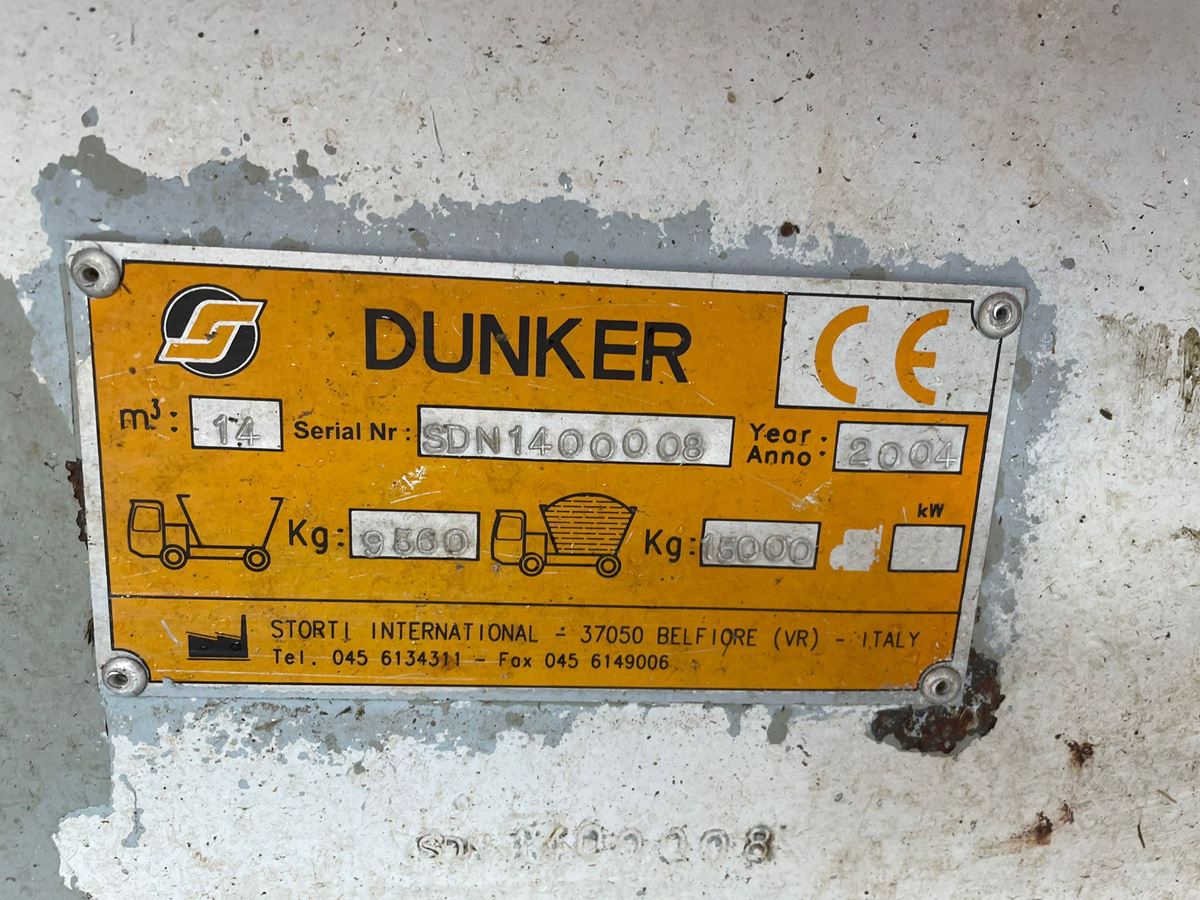 DUNKER CE
m³: 14 Serial Nr: SDN1400008 Year Anno: 2004
Kg: 9560 Kg: 15000 kW
STORTI INTERNATIONAL - 37050 BELFIORE (VR) - ITALY
Tel. 045 6134311 - Fax 045 6149006
SDN1400008